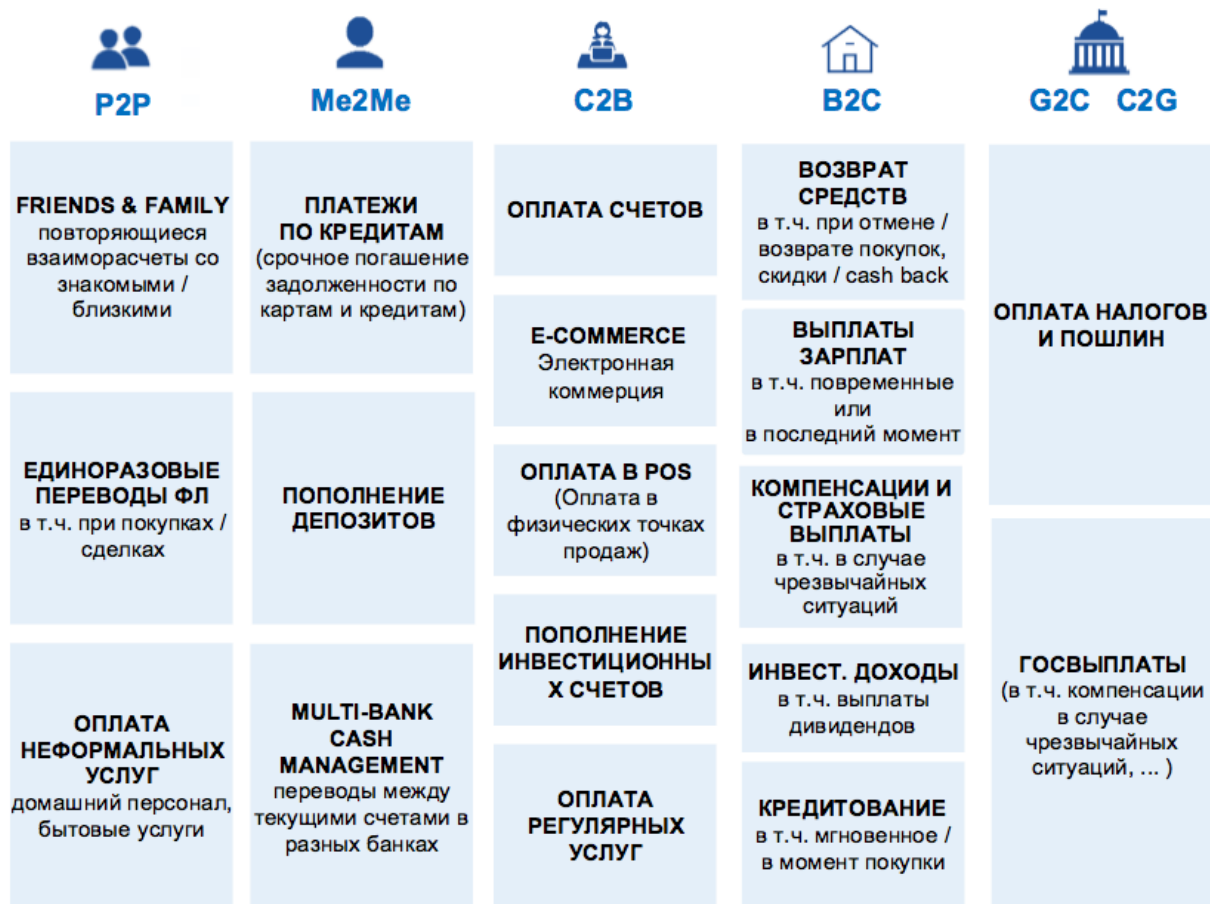 P2P
Me2Me
C2B
B2C
G2C C2G
FRIENDS & FAMILY
повторяющиеся
взаиморасчеты со
знакомыми /
близкими
ЕДИНОРАЗОВЫЕ
ПЕРЕВОДЫ ФЛ
в т.ч. при покупках /
сделках
ОПЛАТА
НЕФОРМАЛЬНЫХ
УСЛУГ
домашний персонал,
бытовые услуги
ПЛАТЕЖИ
ПО КРЕДИТАМ
(срочное погашение
задолженности по
картам и кредитам)
ПОПОЛНЕНИЕ
ДЕПОЗИТОВ
MULTI-BANK
CASH
MANAGEMENT
переводы между
текущими счетами в
разных банках
ОПЛАТА СЧЕТОВ
E-COMMERCE
Электронная
коммерция
ОПЛАТА В POS
(Оплата в
физических точках
продаж)
ПОПОЛНЕНИЕ
ИНВЕСТИЦИОННЫ
Х СЧЕТОВ
ОПЛАТА
РЕГУЛЯРНЫХ
УСЛУГ
ВОЗВРАТ
СРЕДСТВ
в т.ч. при отмене /
возврате покупок,
скидки / cash back
ВЫПЛАТЫ
ЗАРПЛАТ
в т.ч. повременные
или
в последний момент
КОМПЕНСАЦИИ И
СТРАХОВЫЕ
ВЫПЛАТЫ
в т.ч. в случае
чрезвычайных
ситуаций
ИНВЕСТ. ДОХОДЫ
в т.ч. выплаты
дивидендов
КРЕДИТОВАНИЕ
в т.ч. мгновенное /
в момент покупки
ОПЛАТА НАЛОГОВ
И ПОШЛИН
ГОСВЫПЛАТЫ
(в т.ч. компенсации
в случае
чрезвычайных
ситуаций, ... )